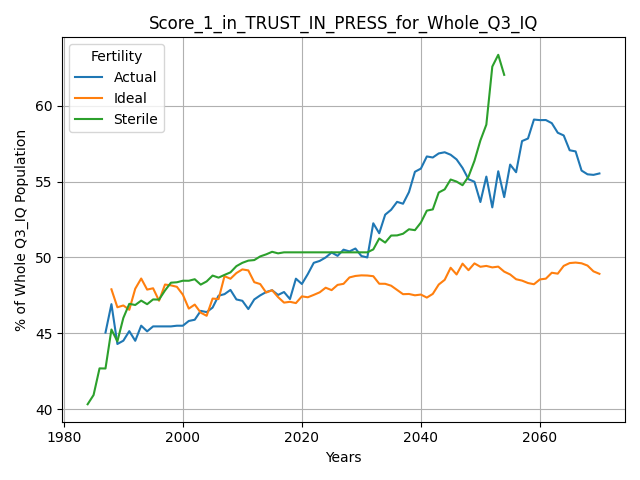 Score_1_in_TRUST_IN_PRESS_for_Whole_Q3_IQ
Fertility
Actual
Ideal
Sterile
% of Whole Q3_IQ Population
60
55
50
45
40
1980
2000
2020
2040
2060
Years